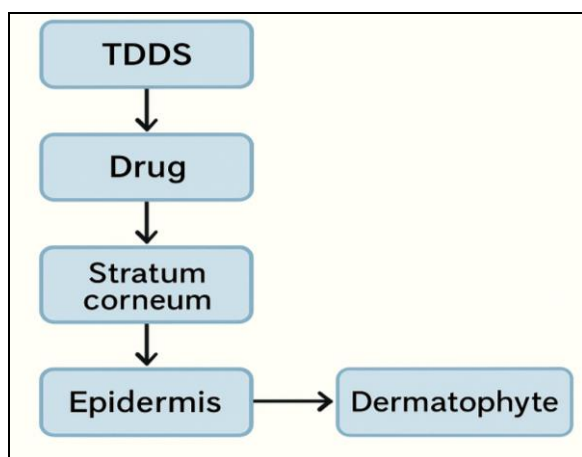 TDDS
Drug
Stratum
corneum
Epidermis
Dermatophyte